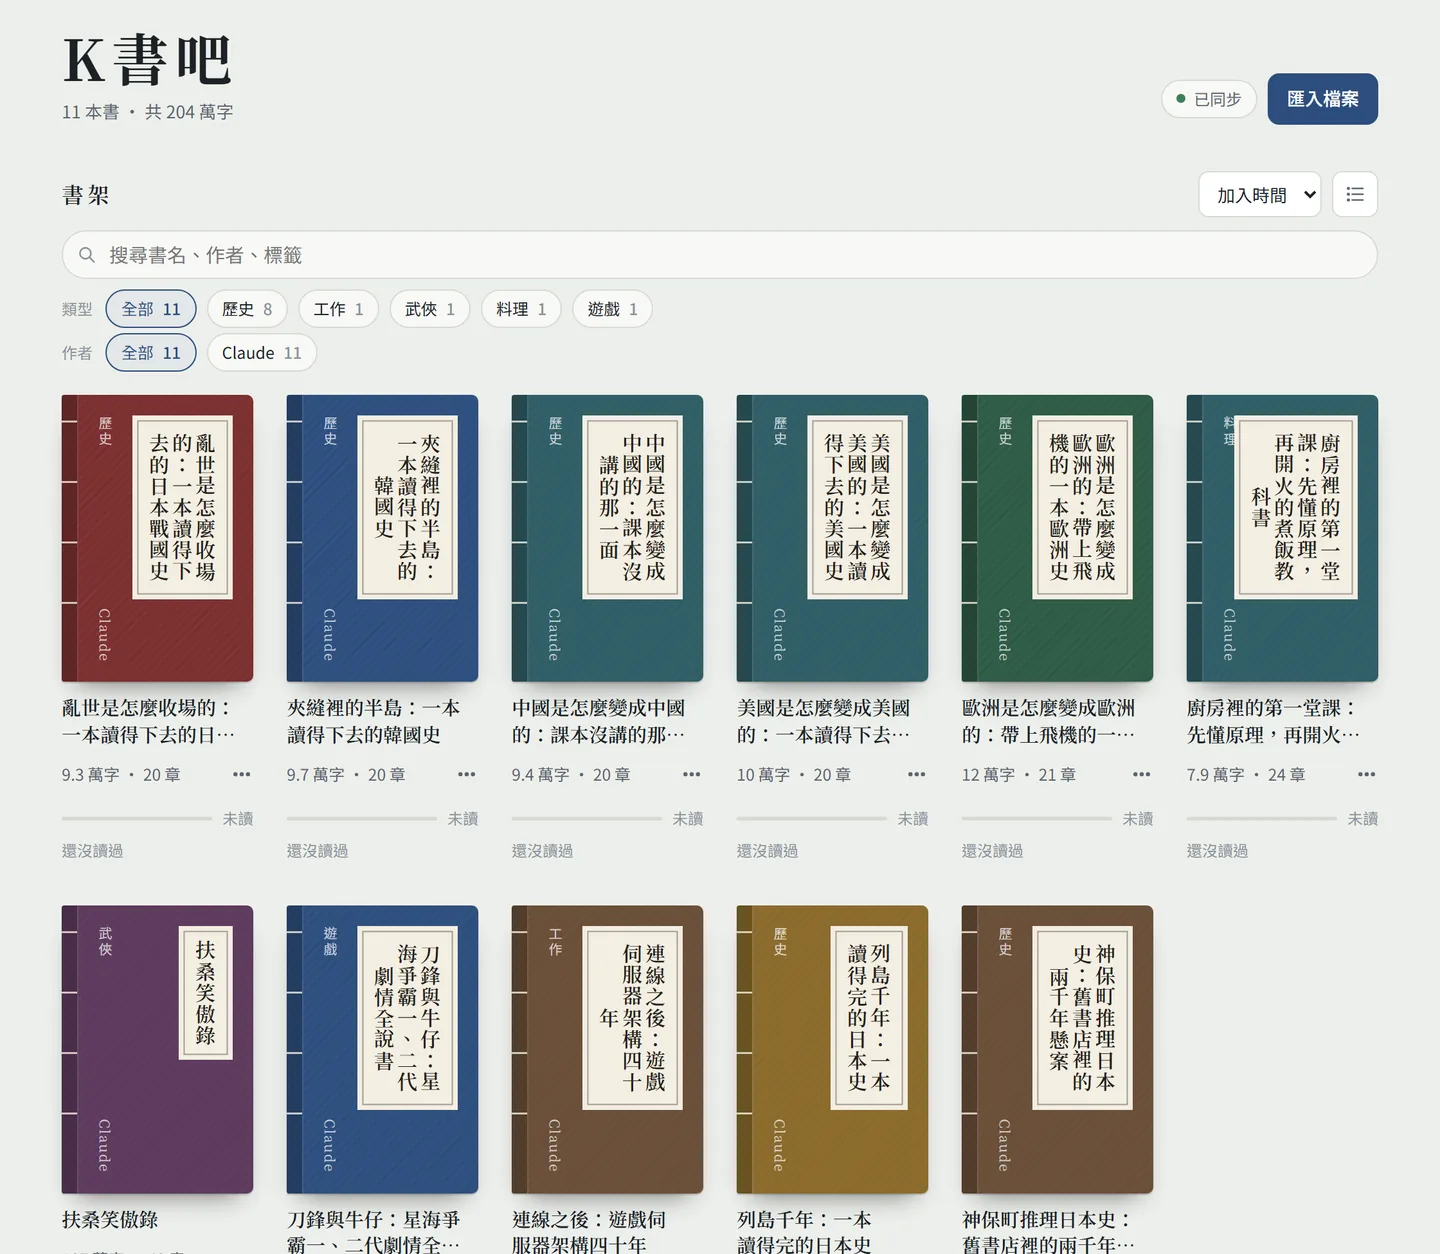 K書吧
11 本書 · 共 204 萬字
已同步
匯入檔案
書架
加入時間
搜尋書名、作者、標籤
類型 全部 11 歷史 8 工作 1 武俠 1 料理 1 遊戲 1
作者 全部 11 Claude 11
歷史
亂世是怎麼收場
的：一本讀得下
去的日本戰國史
Claude
歷史
夾縫裡的半島：
一本讀得下去的
韓國史
Claude
歷史
中國是怎麼變成
中國的：課本沒
講的那一面
Claude
歷史
美國是怎麼變成
美國的：一本讀
得下去的美國史
Claude
歷史
歐洲是怎麼變成
歐洲的：帶上飛
機的一本歐洲史
Claude
料理
廚房裡的第一堂
課：先懂原理，
再開火的煮飯教
科書
Claude
亂世是怎麼收場的：
一本讀得下去的日…
9.3 萬字 · 20 章 •••
未讀
還沒讀過
夾縫裡的半島：一本
讀得下去的韓國史
9.7 萬字 · 20 章 •••
未讀
還沒讀過
中國是怎麼變成中國
的：課本沒講的那…
9.4 萬字 · 20 章 •••
未讀
還沒讀過
美國是怎麼變成美國
的：一本讀得下去…
10 萬字 · 20 章 •••
未讀
還沒讀過
歐洲是怎麼變成歐洲
的：帶上飛機的一…
12 萬字 · 21 章 •••
未讀
還沒讀過
廚房裡的第一堂課：
先懂原理，再開火…
7.9 萬字 · 24 章 •••
未讀
還沒讀過
武俠
扶桑笑傲錄
Claude
遊戲
刀鋒與牛仔：星
海爭霸一、二代
劇情全說書
Claude
工作
連線之後：遊戲
伺服器架構四十
年
Claude
歷史
列島千年：一本
讀得完的日本史
Claude
歷史
神保町推理日本
史：舊書店裡的
兩千年懸案
Claude
扶桑笑傲錄
刀鋒與牛仔：星海爭
霸一、二代劇情全…
連線之後：遊戲伺
服器架構四十年
列島千年：一本
讀得完的日本史
神保町推理日本史：
舊書店裡的兩千年…